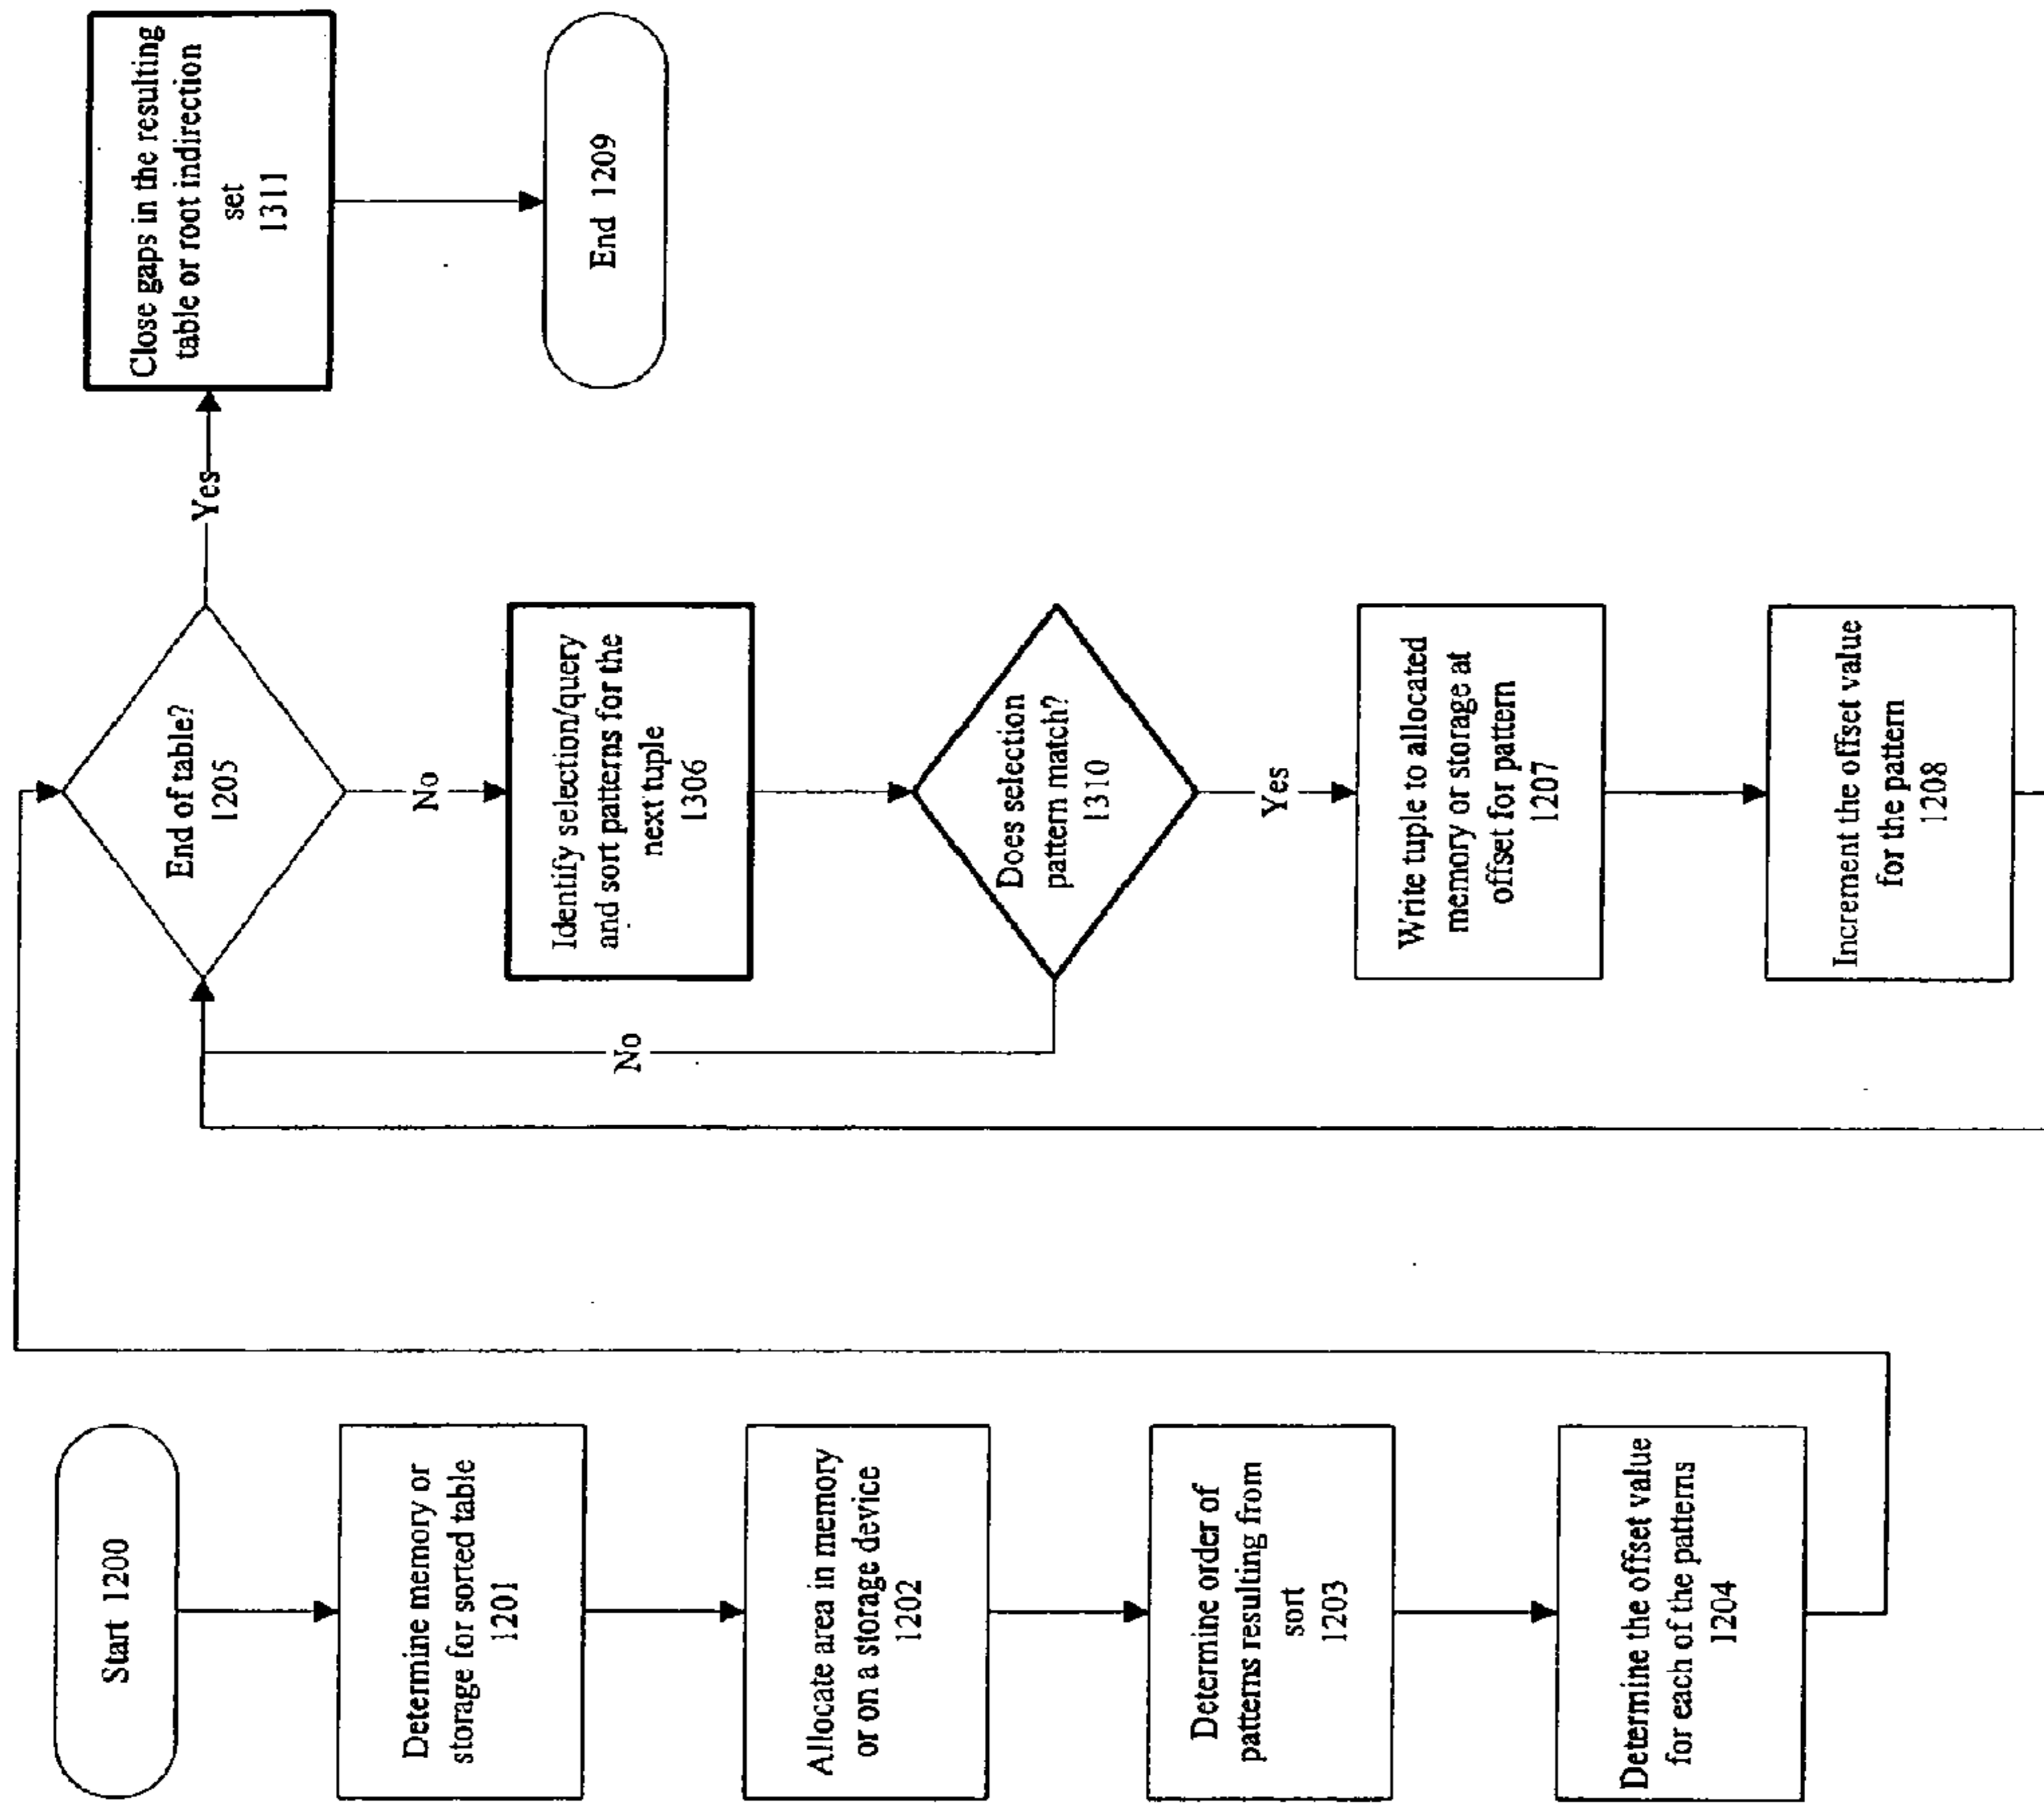 Start 1200
Determine memory or
storage for sorted table
1201
Allocate area in memory
or on a storage device
1202
Determine order of
patterns resulting from
sort
1203
Determine the offset value
for each of the patterns
1204
End of table?
1205
No
Yes
Identify selection/query
and sort patterns for the
next tuple
1306
Does selection
pattern match?
1310
No
Yes
Write tuple to allocated
memory or storage at
offset for pattern
1207
Increment the offset value
for the pattern
1208
Close gaps in the resulting
table or root indirection
set
1311
End 1209